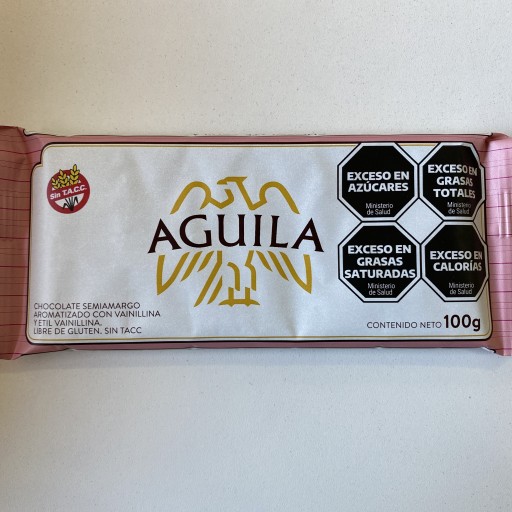 Sin T.A.C.C.
AGUILA
CHOCOLATE SEMIAMARGO
AROMATIZADO CON VAINILLINA
Y ETIL VAINILLINA.
LIBRE DE GLUTEN. SIN TACC
EXCESO EN
AZÚCARES
Ministerio
de Salud
EXCESO EN
GRASAS
TOTALES
Ministerio
de Salud
EXCESO EN
GRASAS
SATURADAS
Ministerio
de Salud
EXCESO EN
CALORÍAS
Ministerio
de Salud
CONTENIDO NETO 100g